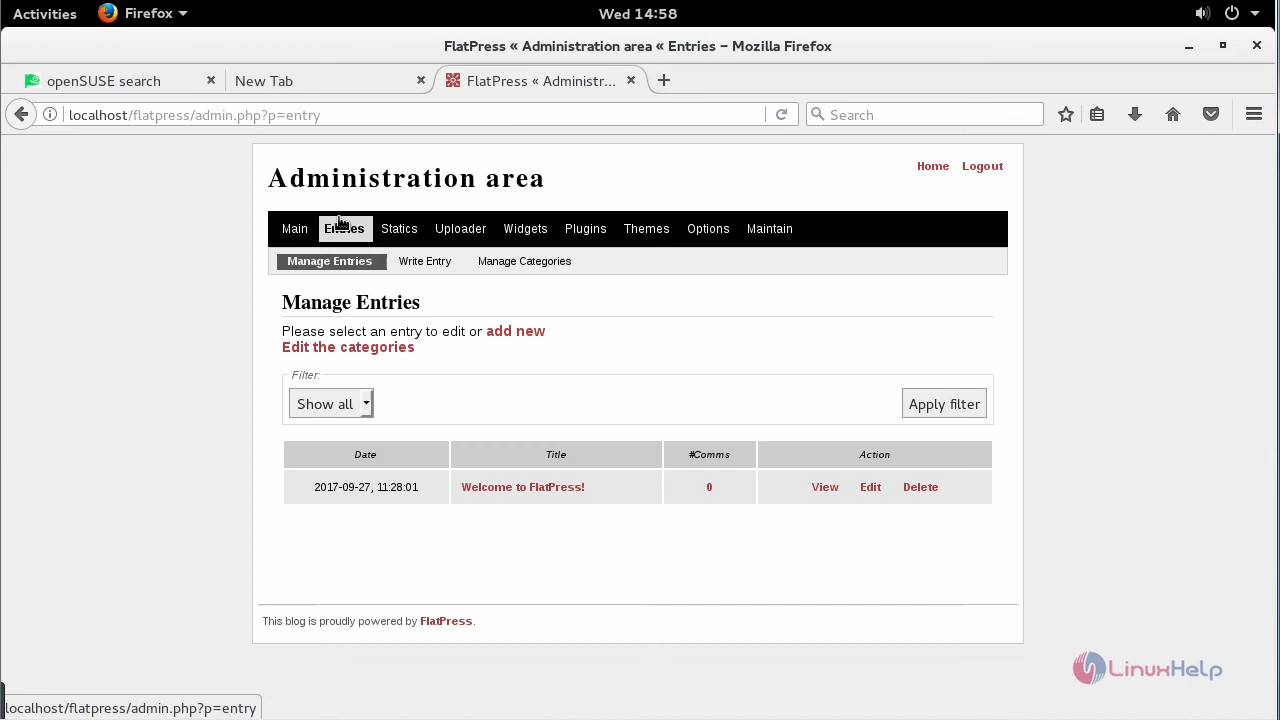 Activities Firefox Wed 14:58
FlatPress « Administration area « Entries – Mozilla Firefox
openSUSE search New Tab FlatPress « Administr...
localhost/flatpress/admin.php?p=entry Search
Home Logout
Administration area
Main Entries Statics Uploader Widgets Plugins Themes Options Maintain
Manage Entries Write Entry Manage Categories
Manage Entries
Please select an entry to edit or add new
Edit the categories
Filter:
Show all Apply filter
Date Title #Comms Action
2017-09-27, 11:28:01 Welcome to FlatPress! 0 View Edit Delete
This blog is proudly powered by FlatPress.
LinuxHelp
localhost/flatpress/admin.php?p=entry